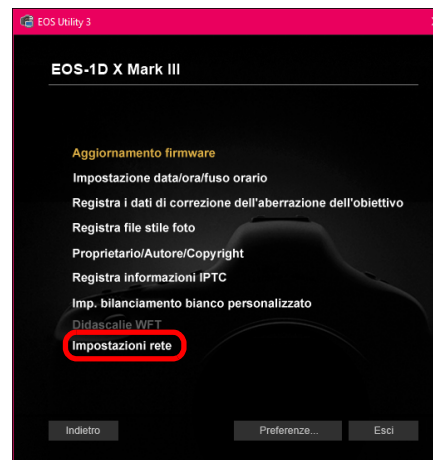 EOS Utility 3
EOS-1D X Mark III
Aggiornamento firmware
Impostazione data/ora/fuso orario
Registra i dati di correzione dell'aberrazione dell'obiettivo
Registra file stile foto
Proprietario/Autore/Copyright
Registra informazioni IPTC
Imp. bilanciamento bianco personalizzato
Didascalie WFT
Impostazioni rete
Indietro
Preferenze...
Esci